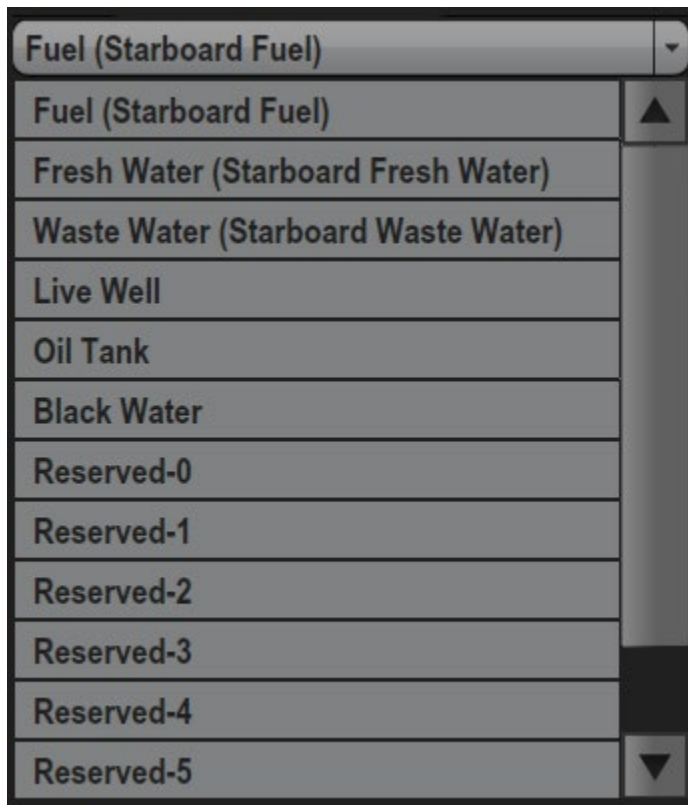 Fuel (Starboard Fuel)
Fuel (Starboard Fuel)
Fresh Water (Starboard Fresh Water)
Waste Water (Starboard Waste Water)
Live Well
Oil Tank
Black Water
Reserved-0
Reserved-1
Reserved-2
Reserved-3
Reserved-4
Reserved-5